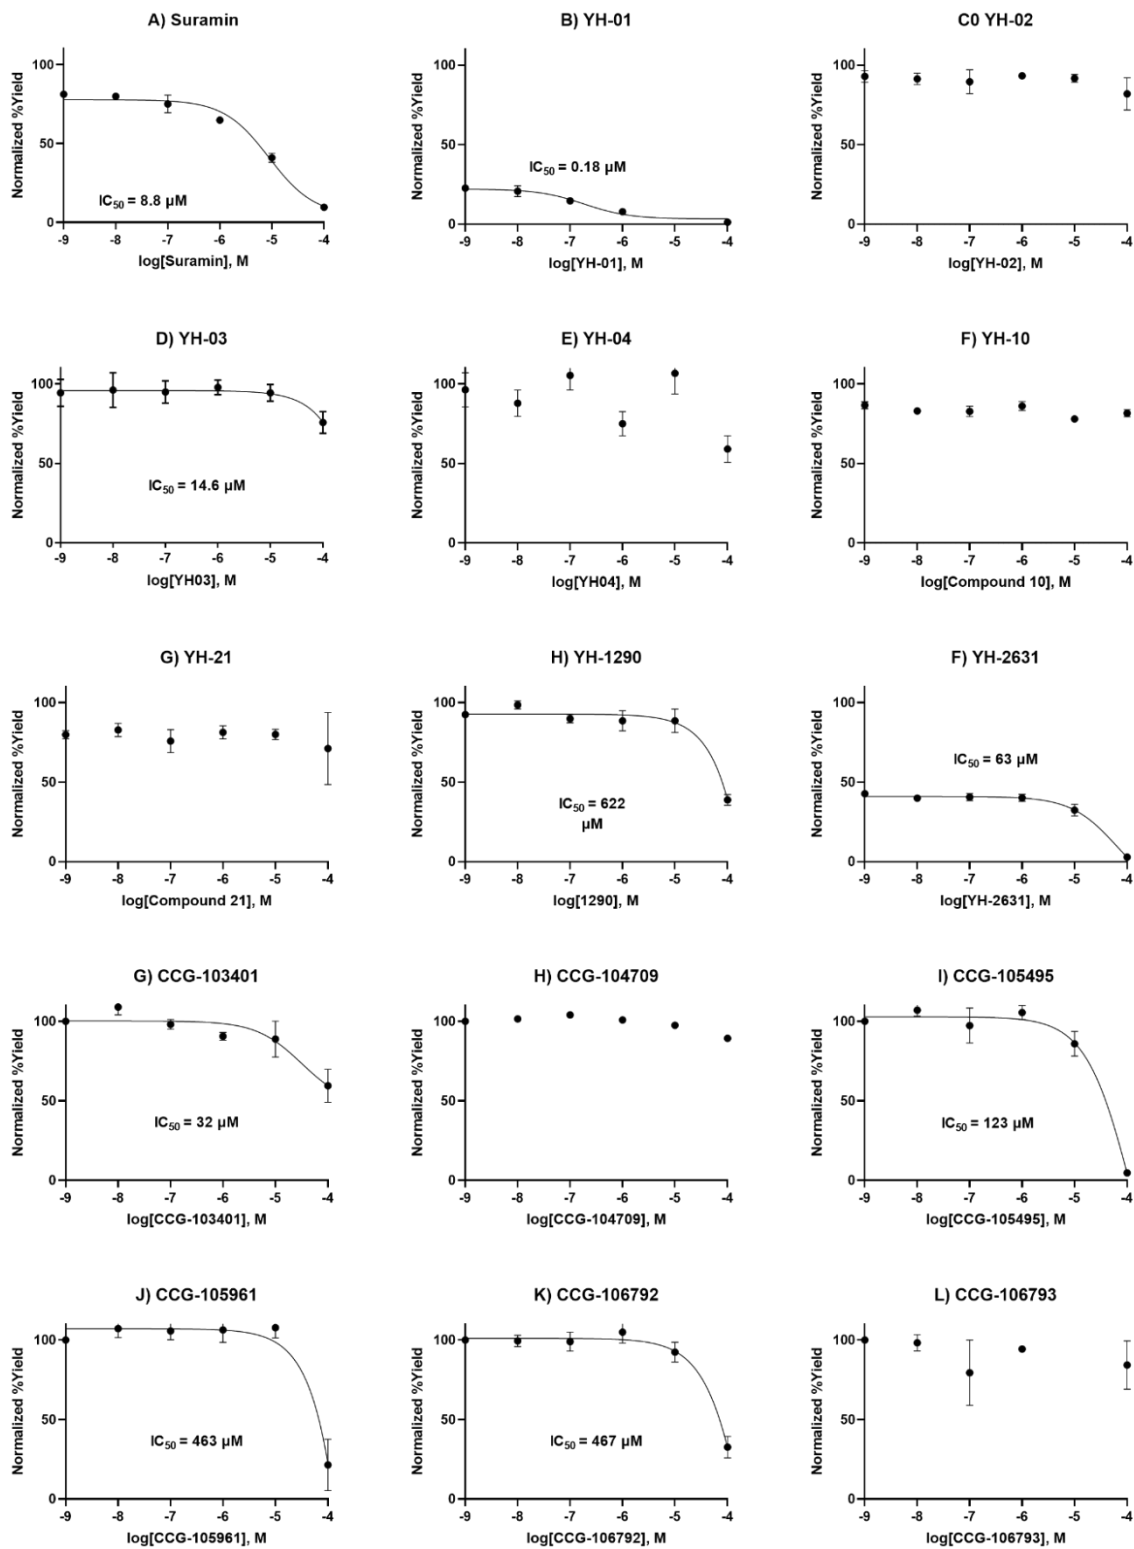 A) Suramin
Normalized %Yield
100
50
0
IC50 = 8.8 μM
-9 -8 -7 -6 -5 -4
log[Suramin], M
B) YH-01
Normalized %Yield
100
50
0
IC50 = 0.18 μM
-9 -8 -7 -6 -5 -4
log[YH-01], M
C0 YH-02
Normalized %Yield
100
50
0
-9 -8 -7 -6 -5 -4
log[YH-02], M
D) YH-03
Normalized %Yield
100
50
0
IC50 = 14.6 μM
-9 -8 -7 -6 -5 -4
log[YH03], M
E) YH-04
Normalized %Yield
100
50
0
-9 -8 -7 -6 -5 -4
log[YH04], M
F) YH-10
Normalized %Yield
100
50
0
-9 -8 -7 -6 -5 -4
log[Compound 10], M
G) YH-21
Normalized %Yield
100
50
0
-9 -8 -7 -6 -5 -4
log[Compound 21], M
H) YH-1290
Normalized %Yield
100
50
0
IC50 = 622
μM
-9 -8 -7 -6 -5 -4
log[1290], M
F) YH-2631
Normalized %Yield
100
50
0
IC50 = 63 μM
-9 -8 -7 -6 -5 -4
log[YH-2631], M
G) CCG-103401
Normalized %Yield
100
50
0
IC50 = 32 μM
-9 -8 -7 -6 -5 -4
log[CCG-103401], M
H) CCG-104709
Normalized %Yield
100
50
0
-9 -8 -7 -6 -5 -4
log[CCG-104709], M
I) CCG-105495
Normalized %Yield
100
50
0
IC50 = 123 μM
-9 -8 -7 -6 -5 -4
log[CCG-105495], M
J) CCG-105961
Normalized %Yield
100
50
0
IC50 = 463 μM
-9 -8 -7 -6 -5 -4
log[CCG-105961], M
K) CCG-106792
Normalized %Yield
100
50
0
IC50 = 467 μM
-9 -8 -7 -6 -5 -4
log[CCG-106792], M
L) CCG-106793
Normalized %Yield
100
50
0
-9 -8 -7 -6 -5 -4
log[CCG-106793], M